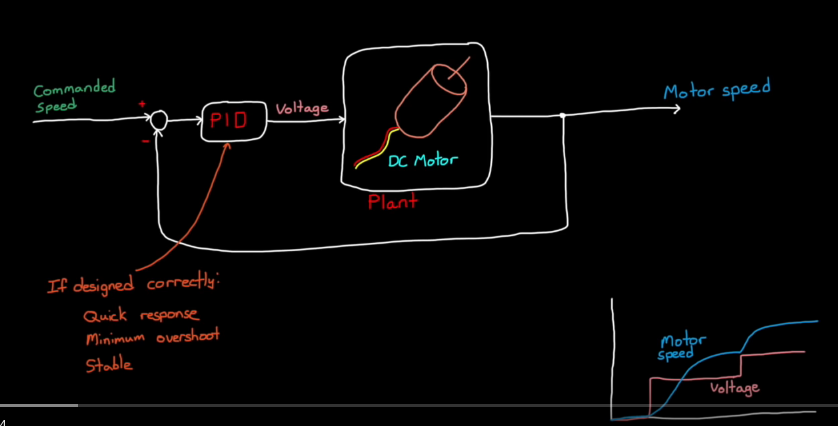 Commanded
Speed
+
-
PID
Voltage
DC Motor
Plant
Motor speed
If designed correctly:
Quick response
Minimum overshoot
Stable
Motor
speed
Voltage